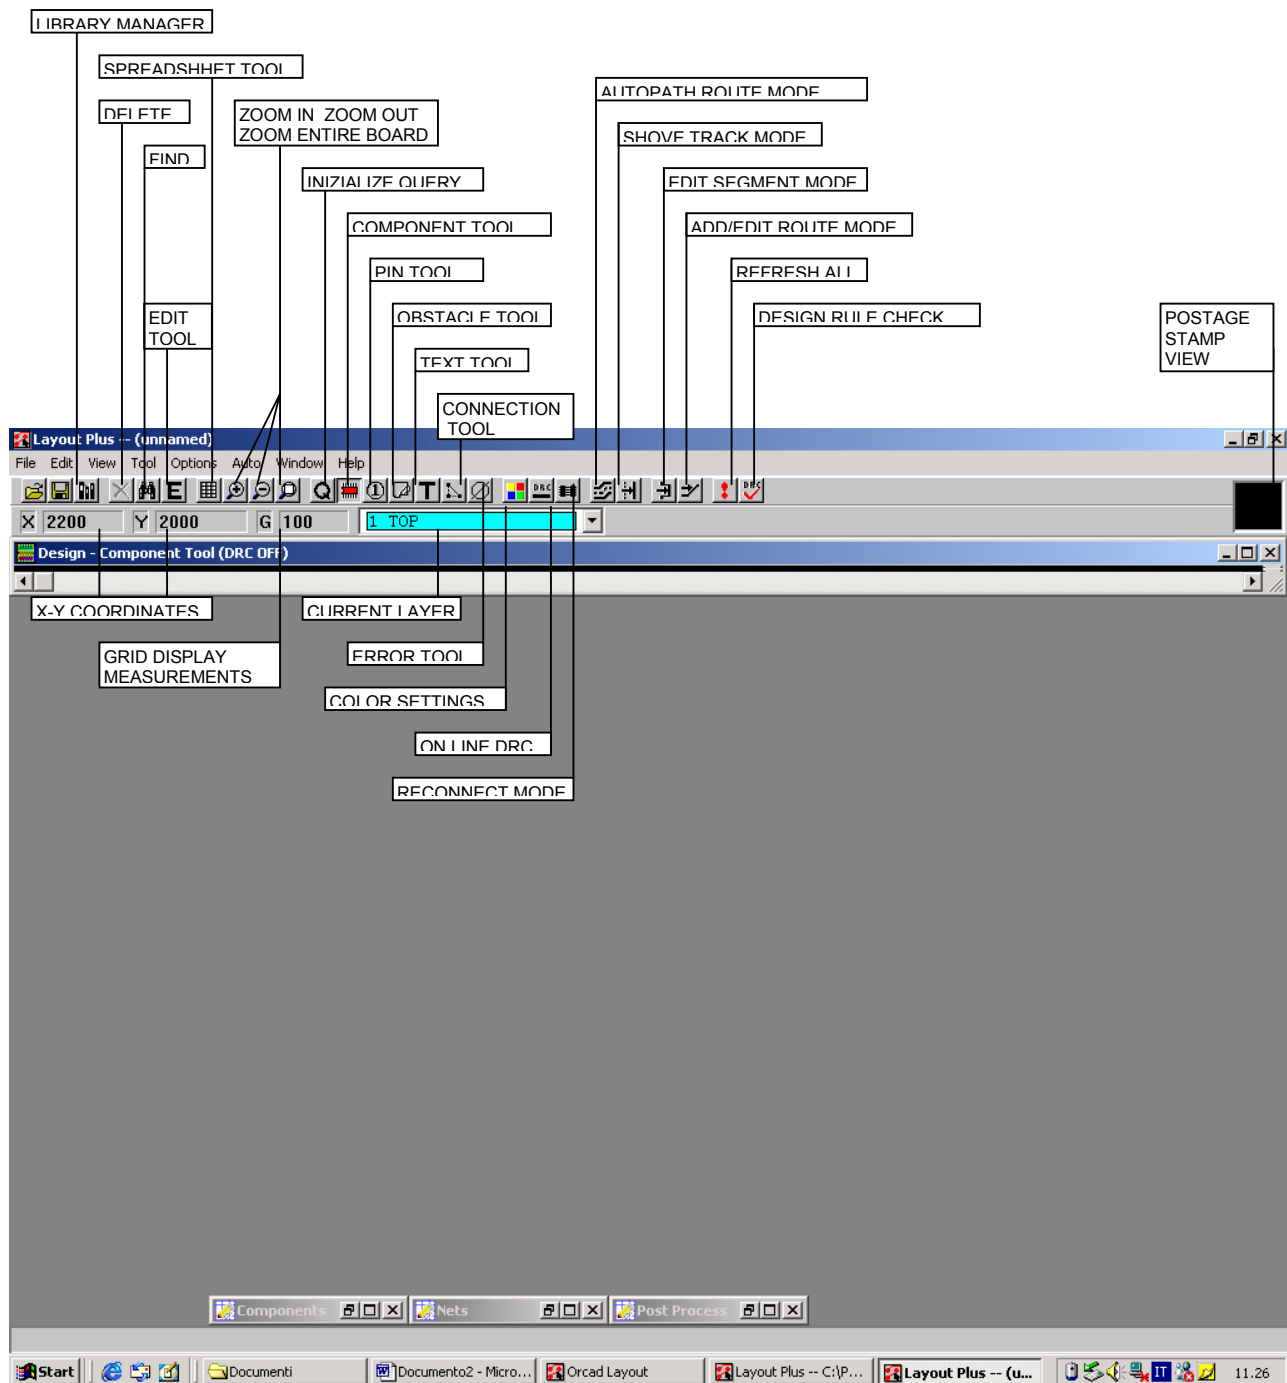 LIBRARY MANAGER
SPREADSHHET TOOL
DELETE
ZOOM IN  ZOOM OUT
ZOOM ENTIRE BOARD
AUTOPATH ROUTE MODE
SHOVE TRACK MODE
FIND
INIZIALIZE QUERY
EDIT SEGMENT MODE
COMPONENT TOOL
ADD/EDIT ROUTE MODE
PIN TOOL
REFRESH ALL
EDIT
TOOL
OBSTACLE TOOL
DESIGN RULE CHECK
POSTAGE
STAMP
VIEW
TEXT TOOL
CONNECTION
TOOL
Layout Plus -- (unnamed)
File Edit View Tool Options Auto Window Help
E Q 1 T DRC DRC
X 2200 Y 2000 G 100 1 TOP
Design - Component Tool (DRC OFF)
X-Y COORDINATES
CURRENT LAYER
GRID DISPLAY
MEASUREMENTS
ERROR TOOL
COLOR SETTINGS
ON LINE DRC
RECONNECT MODE
Components
Nets
Post Process
Start
Documenti
Documento2 - Micro...
Orcad Layout
Layout Plus -- C:\P...
Layout Plus -- (u...
IT
11.26